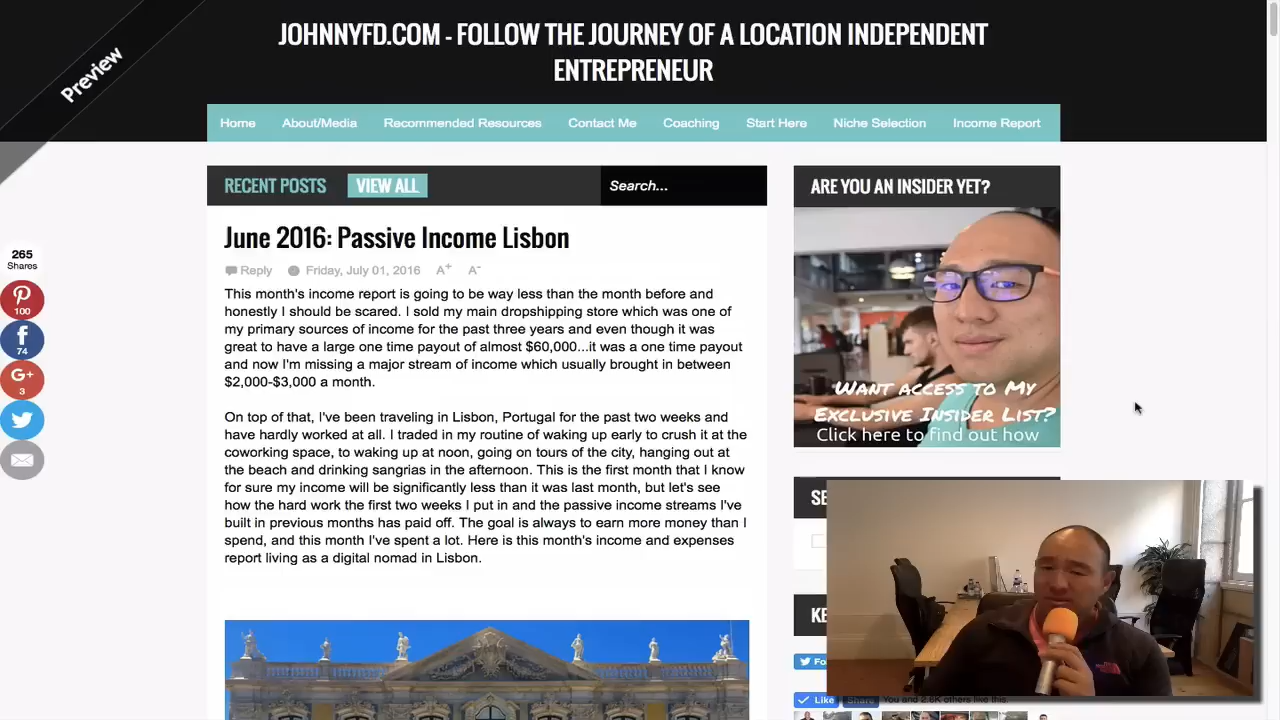 Preview
JOHNNYFD.COM - FOLLOW THE JOURNEY OF A LOCATION INDEPENDENT
ENTREPRENEUR
Home About/Media Recommended Resources Contact Me Coaching Start Here Niche Selection Income Report
RECENT POSTS VIEW ALL Search...
June 2016: Passive Income Lisbon
Reply Friday, July 01, 2016 A+ A-
This month's income report is going to be way less than the month before and
honestly I should be scared. I sold my main dropshipping store which was one of
my primary sources of income for the past three years and even though it was
great to have a large one time payout of almost $60,000...it was a one time payout
and now I'm missing a major stream of income which usually brought in between
$2,000-$3,000 a month.
On top of that, I've been traveling in Lisbon, Portugal for the past two weeks and
have hardly worked at all. I traded in my routine of waking up early to crush it at the
coworking space, to waking up at noon, going on tours of the city, hanging out at
the beach and drinking sangrias in the afternoon. This is the first month that I know
for sure my income will be significantly less than it was last month, but let's see
how the hard work the first two weeks I put in and the passive income streams I've
built in previous months has paid off. The goal is always to earn more money than I
spend, and this month I've spent a lot. Here is this month's income and expenses
report living as a digital nomad in Lisbon.
265
Shares
100
f
74
G+
3
ARE YOU AN INSIDER YET?
WANT ACCESS TO MY
EXCLUSIVE INSIDER LIST?
Click here to find out how
SE
KE
Fo
Like Share You and 2.8K others like this.